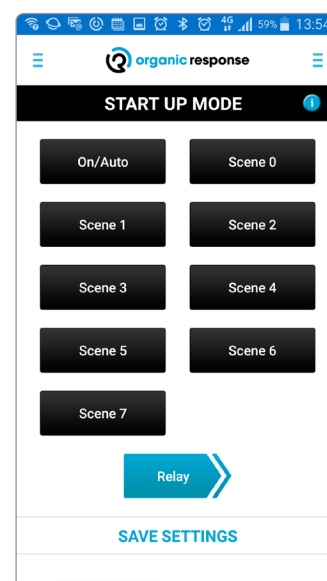 4G 59% 13:54
organic response
START UP MODE i
On/Auto Scene 0
Scene 1 Scene 2
Scene 3 Scene 4
Scene 5 Scene 6
Scene 7
Relay
SAVE SETTINGS